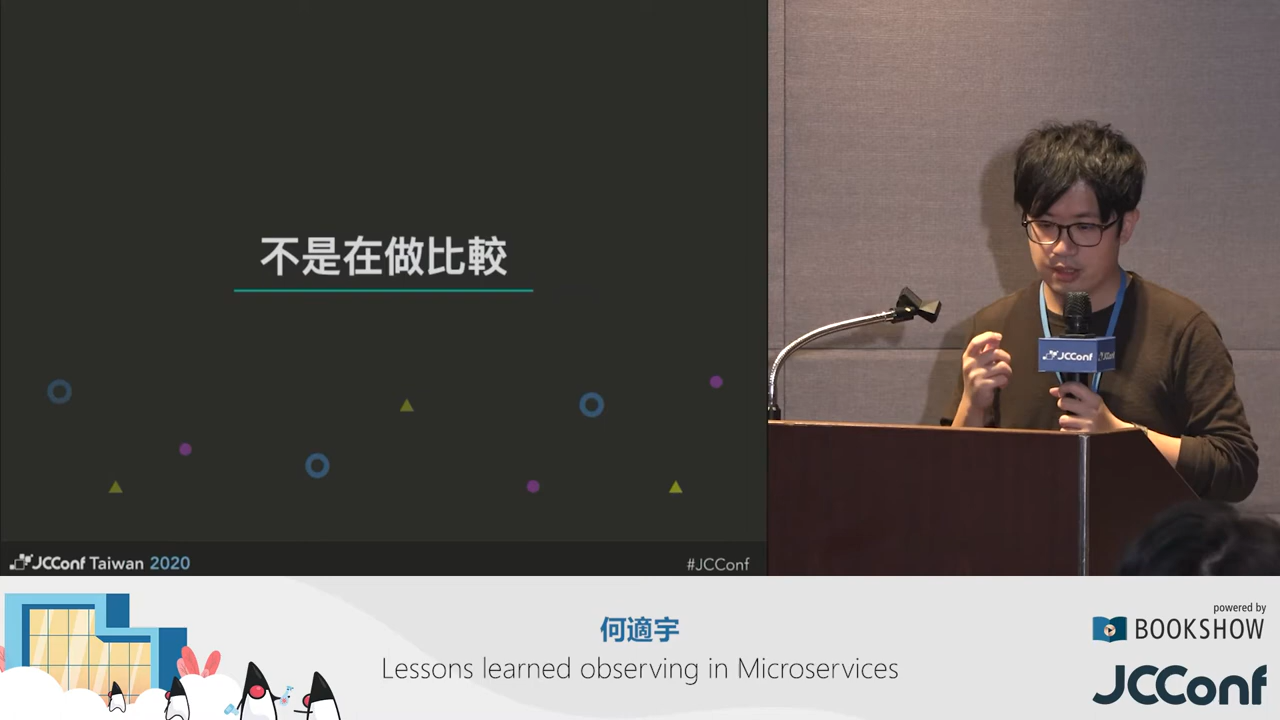 不是在做比較
JCConf Taiwan 2020
#JCConf
JCConf
何適宇
Lessons learned observing in Microservices
powered by
BOOKSHOW
JCConf